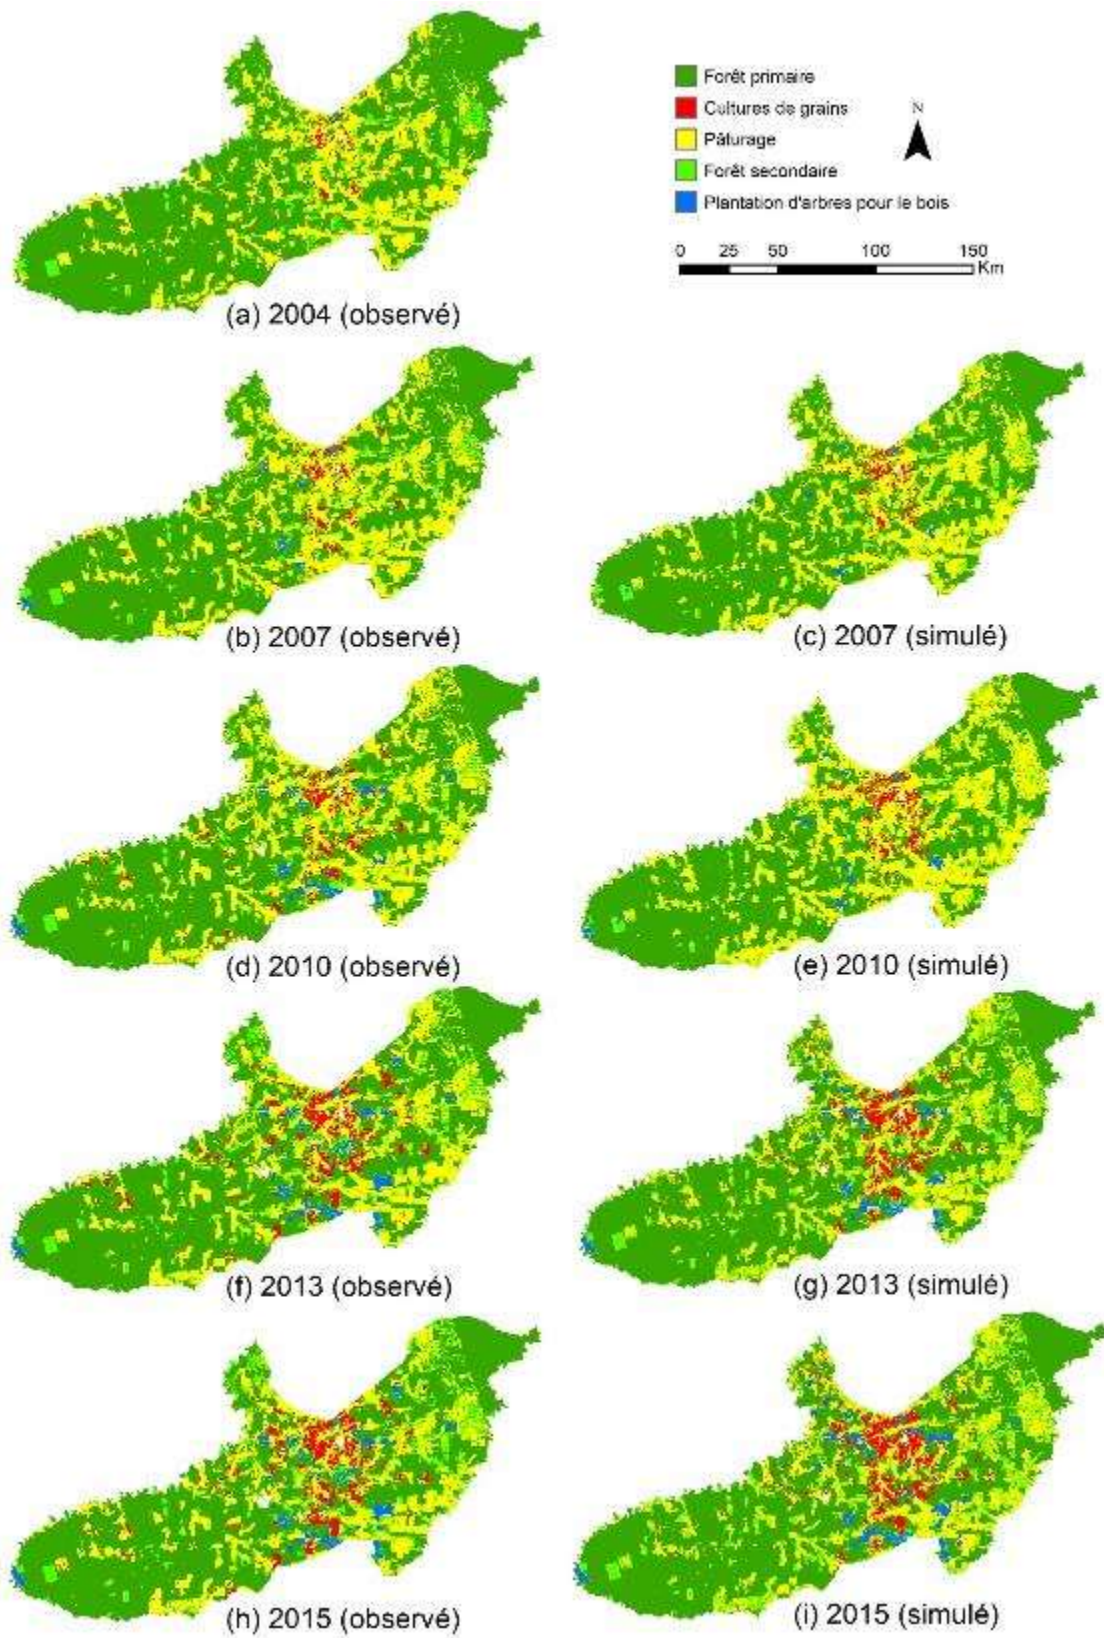 Forêt primaire
Cultures de grains
Pâturage
Forêt secondaire
Plantation d'arbres pour le bois
N
0 25 50 100 150
Km
(a) 2004 (observé)
(b) 2007 (observé)
(c) 2007 (simulé)
(d) 2010 (observé)
(e) 2010 (simulé)
(f) 2013 (observé)
(g) 2013 (simulé)
(h) 2015 (observé)
(i) 2015 (simulé)